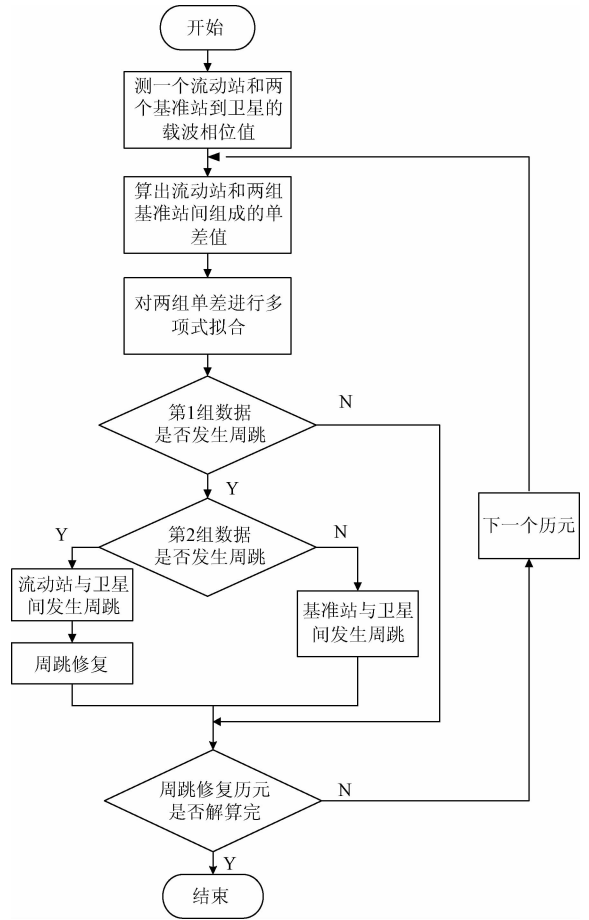 开始
测一个流动站和两
个基准站到卫星的
载波相位值
算出流动站和两组
基准站间组成的单
差值
对两组单差进行多
项式拟合
第1组数据
是否发生周跳
N
Y
第2组数据
是否发生周跳
Y
N
下一个历元
流动站与卫星
间发生周跳
基准站与卫星
间发生周跳
周跳修复
周跳修复历元
是否解算完
N
Y
结束